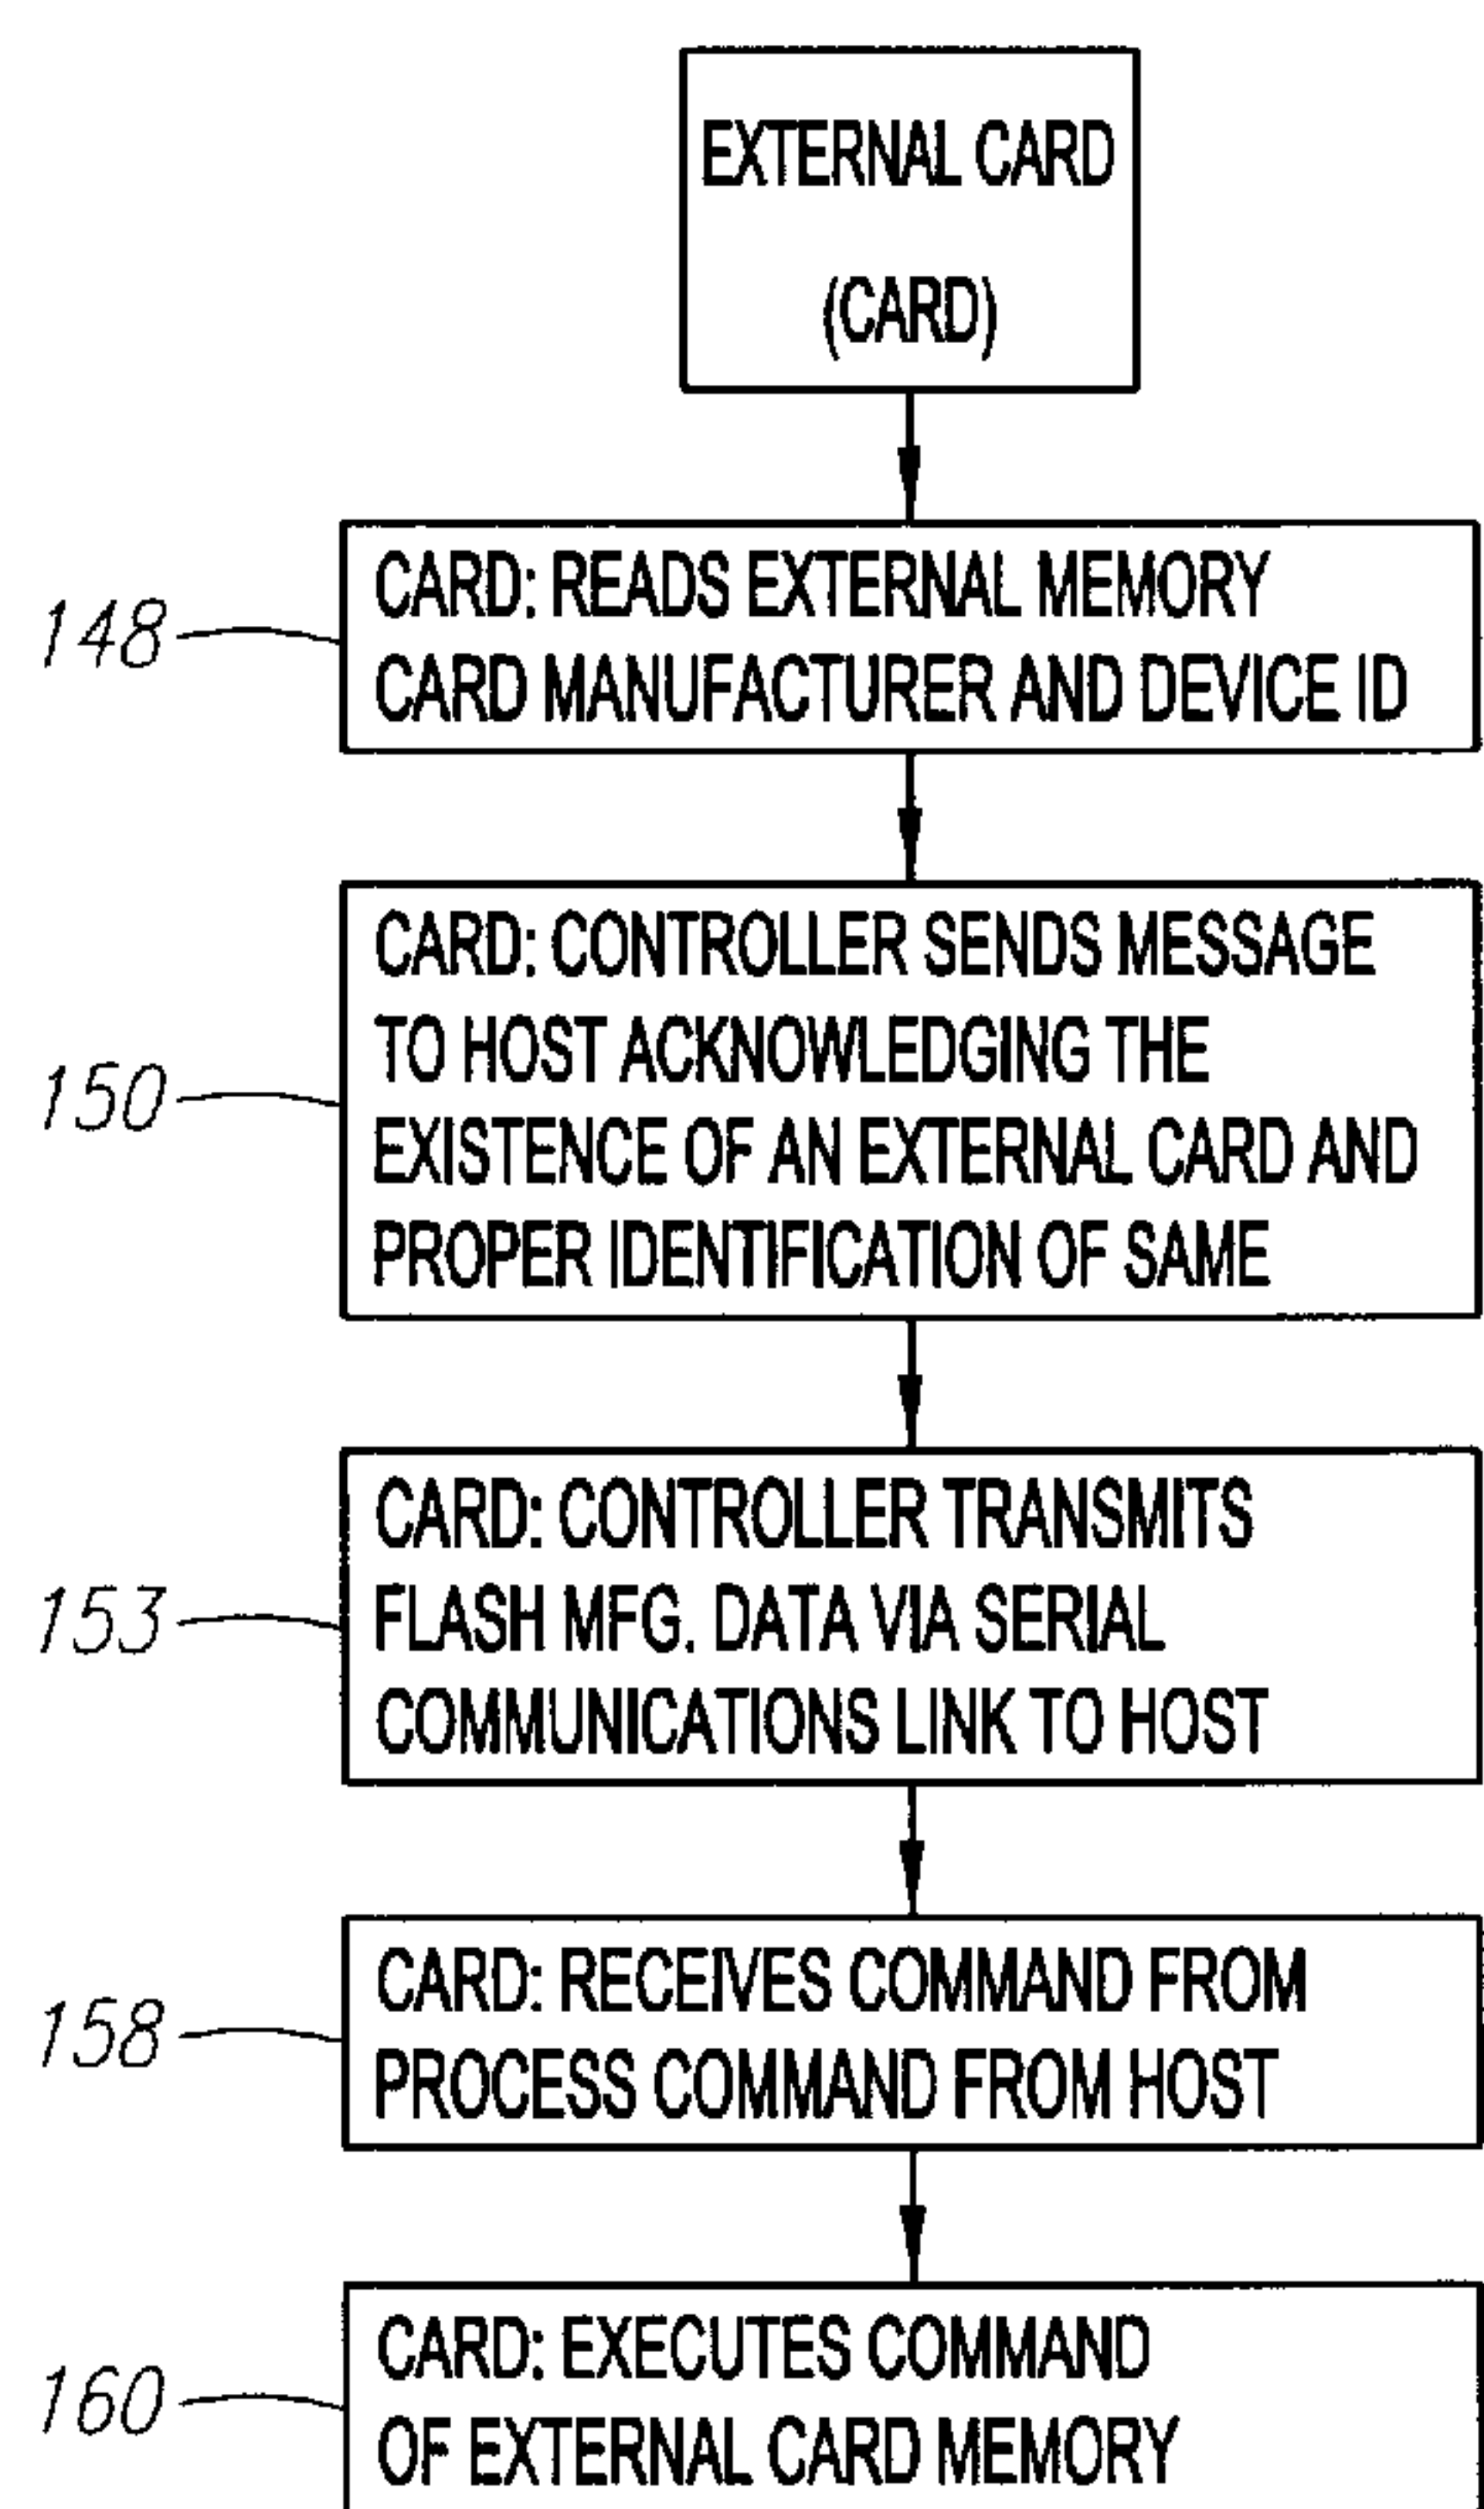 EXTERNAL CARD
(CARD)
148
CARD: READS EXTERNAL MEMORY
CARD MANUFACTURER AND DEVICE ID
150
CARD: CONTROLLER SENDS MESSAGE
TO HOST ACKNOWLEDGING THE
EXISTENCE OF AN EXTERNAL CARD AND
PROPER IDENTIFICATION OF SAME
153
CARD: CONTROLLER TRANSMITS
FLASH MFG. DATA VIA SERIAL
COMMUNICATIONS LINK TO HOST
158
CARD: RECEIVES COMMAND FROM
PROCESS COMMAND FROM HOST
160
CARD: EXECUTES COMMAND
OF EXTERNAL CARD MEMORY